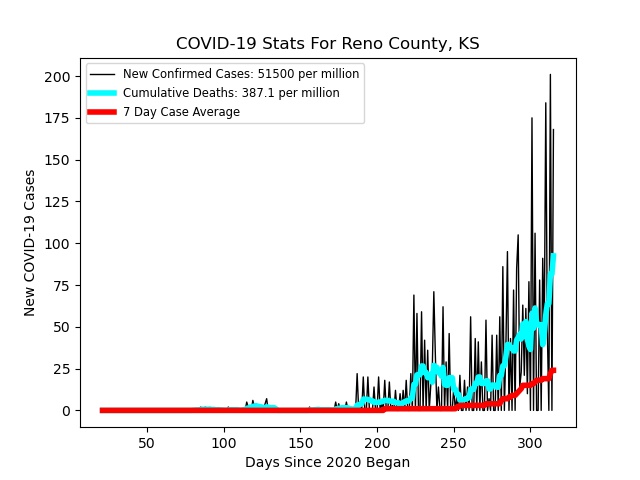 COVID-19 Stats For Reno County, KS
New Confirmed Cases: 51500 per million
Cumulative Deaths: 387.1 per million
7 Day Case Average
New COVID-19 Cases
200
175
150
125
100
75
50
25
0
50 100 150 200 250 300
Days Since 2020 Began